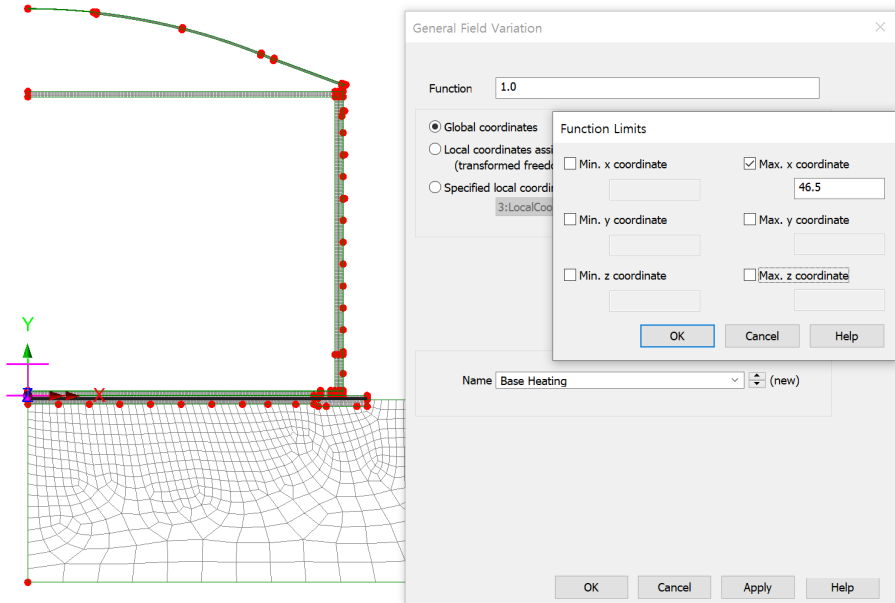 General Field Variation
Function 1.0
Global coordinates
Local coordinates assi
(transformed freedo
Specified local coordin
3:LocalCoo
Function Limits
Min. x coordinate
Max. x coordinate
46.5
Min. y coordinate
Max. y coordinate
Min. z coordinate
Max. z coordinate
OK Cancel Help
Name Base Heating (new)
OK Cancel Apply Help
Y
X